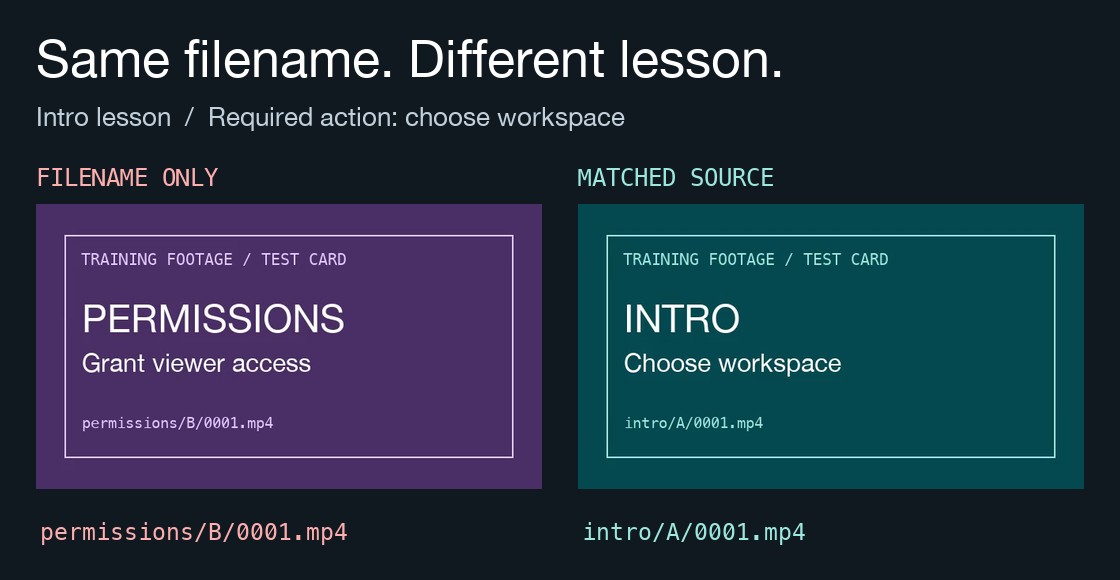 Same filename. Different lesson.
Intro lesson / Required action: choose workspace
FILENAME ONLY
TRAINING FOOTAGE / TEST CARD
PERMISSIONS
Grant viewer access
permissions/B/0001.mp4
permissions/B/0001.mp4
MATCHED SOURCE
TRAINING FOOTAGE / TEST CARD
INTRO
Choose workspace
intro/A/0001.mp4
intro/A/0001.mp4